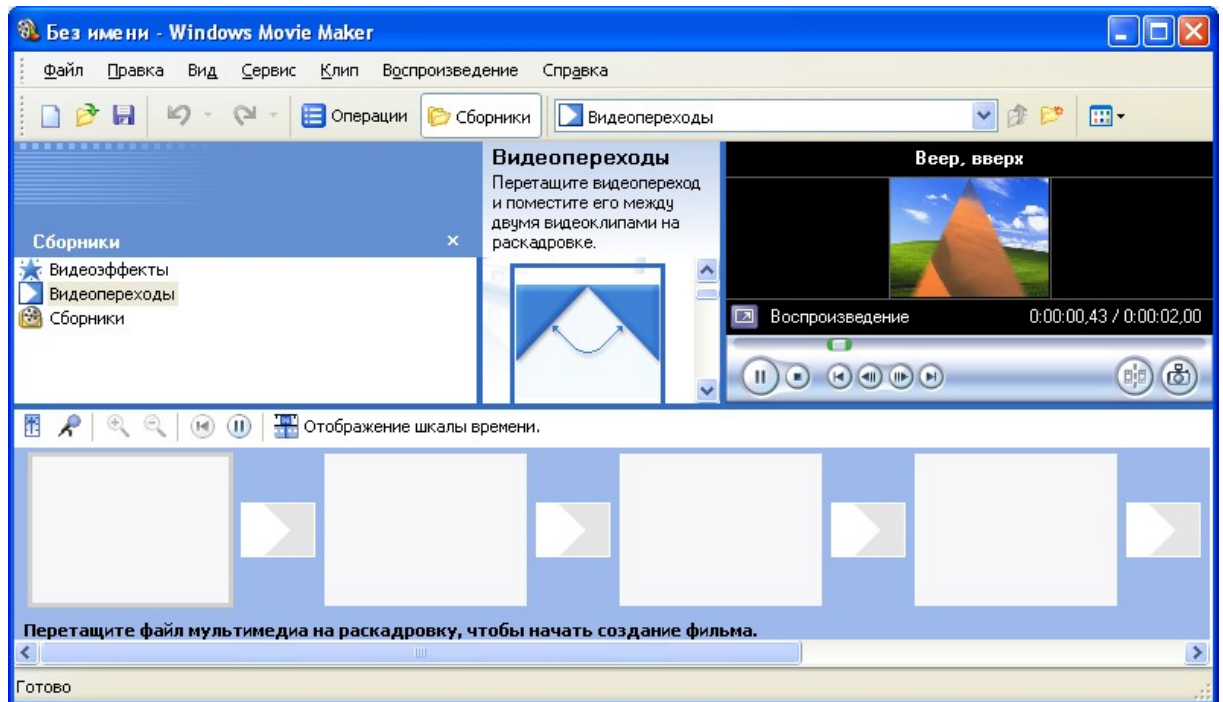 Без имени - Windows Movie Maker
Файл Правка Вид Сервис Клип Воспроизведение Справка
Операции Сборники Видеопереходы
Сборники
Видеоэффекты
Видеопереходы
Сборники
Видеопереходы
Перетащите видеопереход
и поместите его между
двумя видеоклипами на
раскадровке.
Веер, вверх
Воспроизведение 0:00:00,43 / 0:00:02,00
Отображение шкалы времени.
Перетащите файл мультимедиа на раскадровку, чтобы начать создание фильма.
Готово